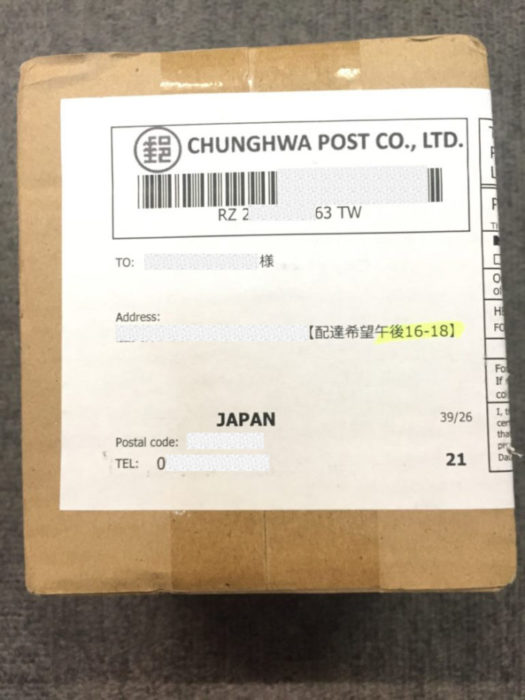 郵
CHUNGHWA POST CO., LTD.
RZ 2 63 TW
TO: 様
Address:
【配達希望午後16-18】
JAPAN
39/26
Postal code:
TEL: 0
21